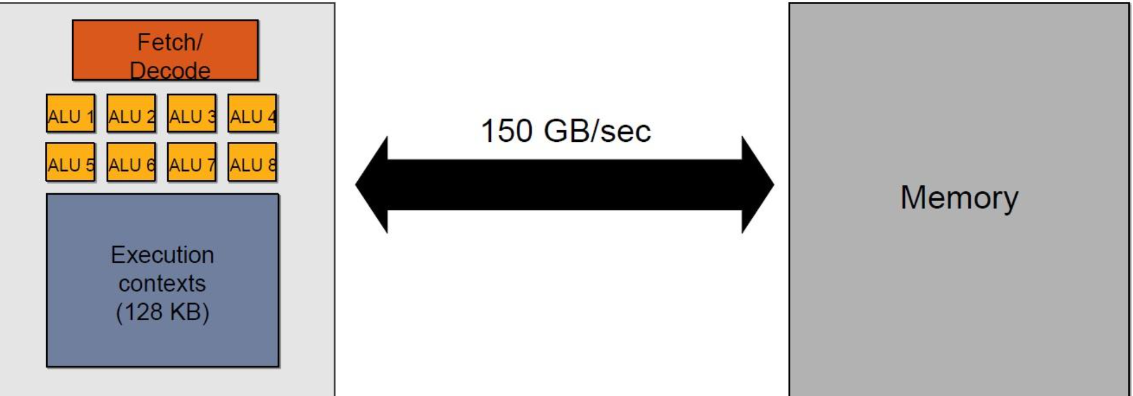 Fetch/
Decode
ALU 1 ALU 2 ALU 3 ALU 4
ALU 5 ALU 6 ALU 7 ALU 8
Execution
contexts
(128 KB)
150 GB/sec
Memory